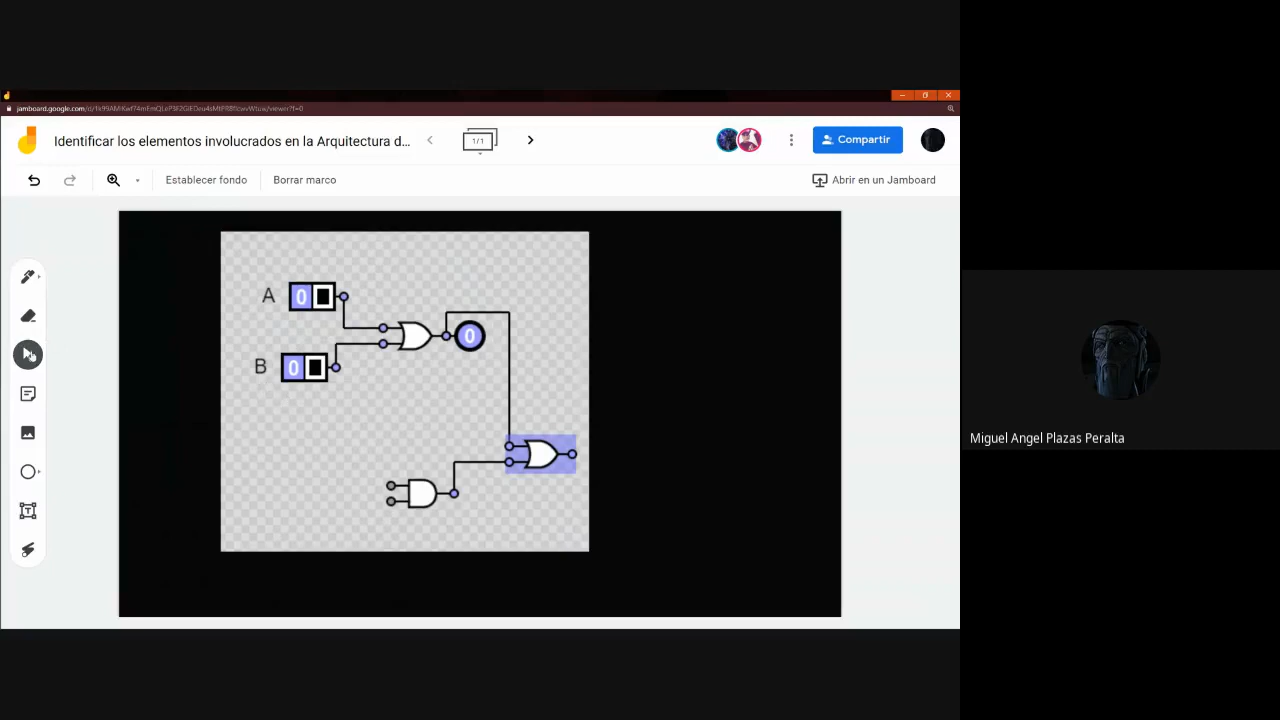 Identificar los elementos involucrados en la Arquitectura d...
1/1
Compartir
Establecer fondo
Borrar marco
Abrir en un Jamboard
A
0
0
B
0
Miguel Angel Plazas Peralta